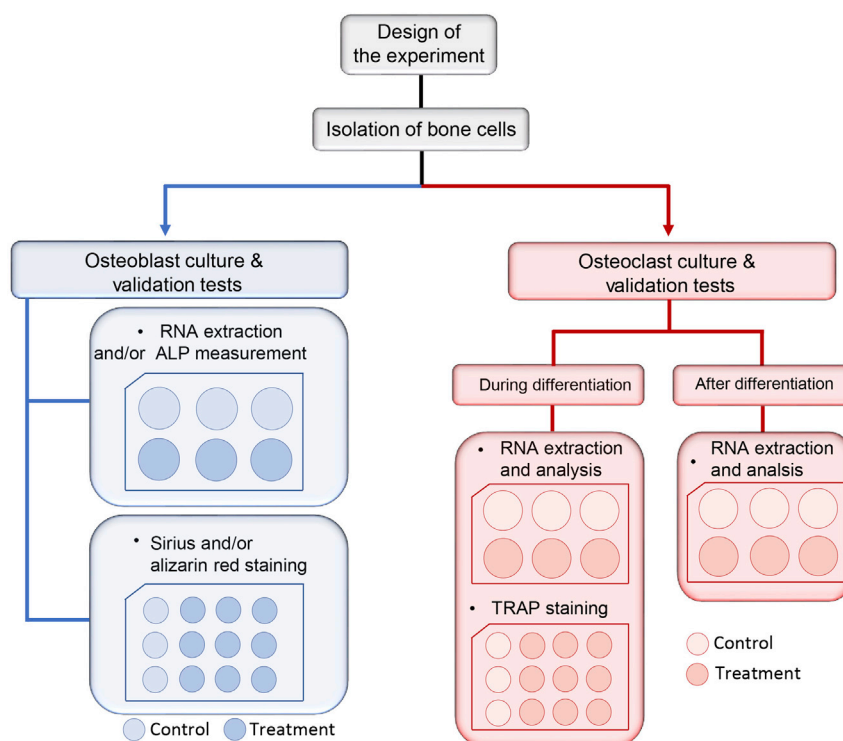 Design of
the experiment
Isolation of bone cells
Osteoblast culture &
validation tests
• RNA extraction
and/or ALP measurement
• Sirius and/or
alizarin red staining
Control
Treatment
Osteoclast culture &
validation tests
During differentiation
After differentiation
• RNA extraction
and analysis
• TRAP staining
• RNA extraction
and analsis
Control
Treatment